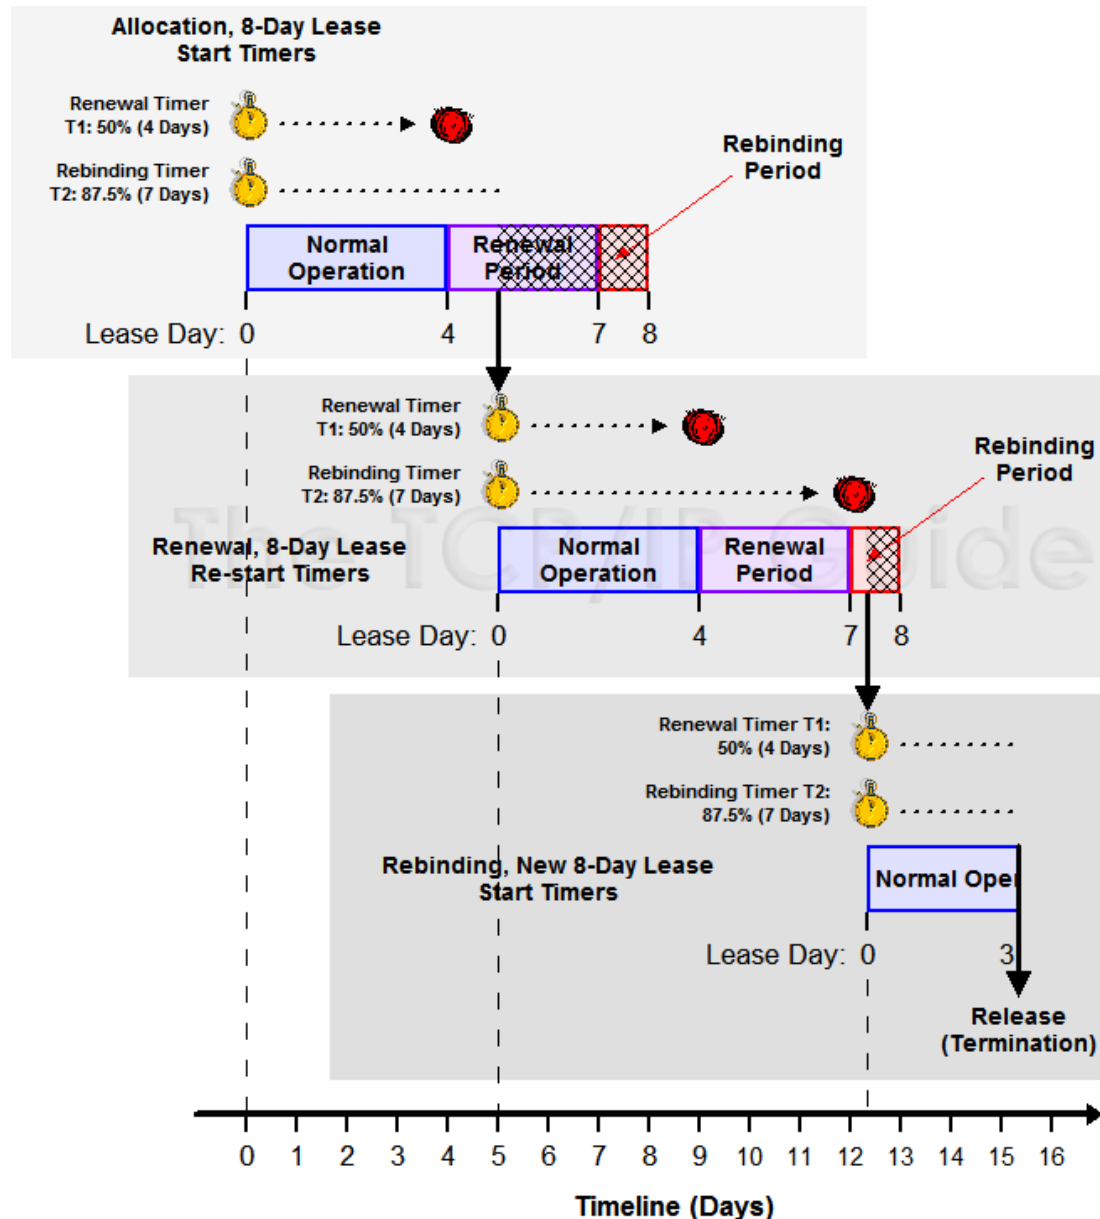 Allocation, 8-Day Lease
Start Timers
Renewal Timer
T1: 50% (4 Days)
Rebinding Timer
T2: 87.5% (7 Days)
Rebinding
Period
Normal
Operation
Renewal
Period
Lease Day: 0 4 7 8
Renewal Timer
T1: 50% (4 Days)
Rebinding Timer
T2: 87.5% (7 Days)
Rebinding
Period
The TCP/IP Guide
Renewal, 8-Day Lease
Re-start Timers
Normal
Operation
Renewal
Period
Lease Day: 0 4 7 8
Renewal Timer T1:
50% (4 Days)
Rebinding Timer T2:
87.5% (7 Days)
Rebinding, New 8-Day Lease
Start Timers
Normal Oper
Lease Day: 0 3
Release
(Termination)
0 1 2 3 4 5 6 7 8 9 10 11 12 13 14 15 16
Timeline (Days)